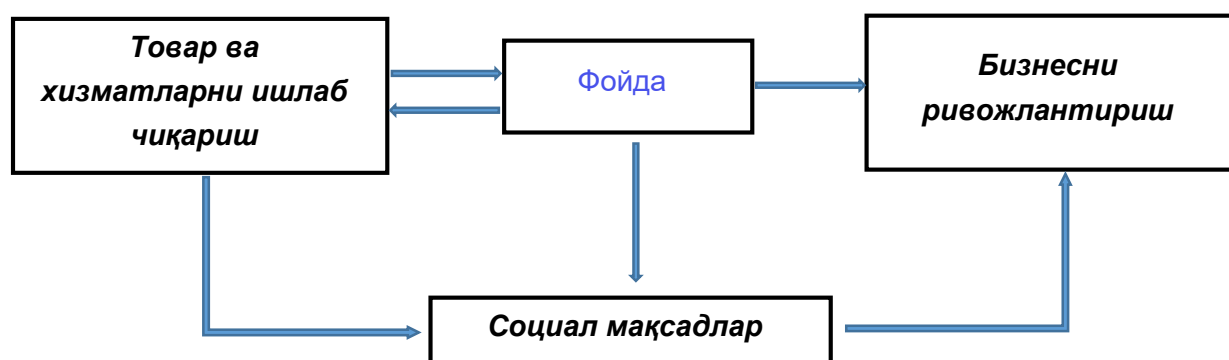 Товар ва
хизматларни ишлаб
чиқариш
Фойда
Бизнесни
ривожлантириш
Социал мақсадлар